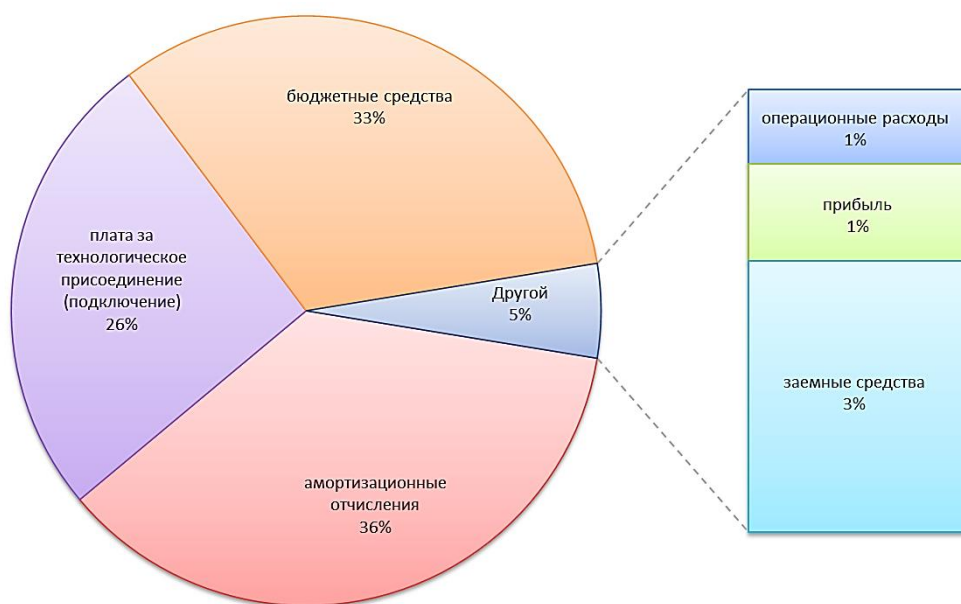 бюджетные средства
33%
плата за
технологическое
присоединение
(подключение)
26%
Другой
5%
амортизационные
отчисления
36%
операционные расходы
1%
прибыль
1%
заемные средства
3%